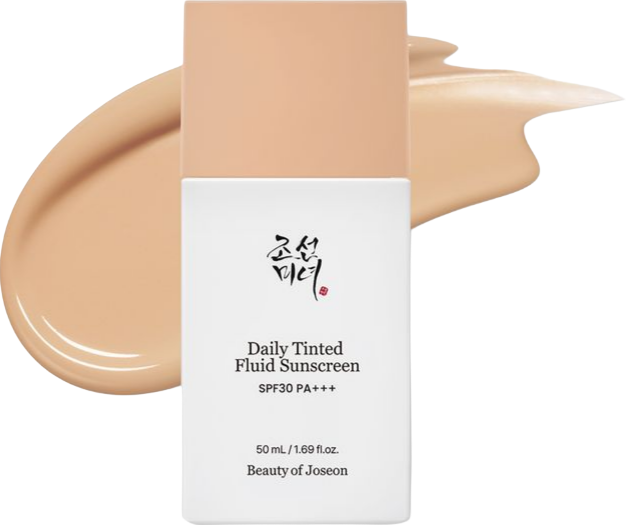 조선
미녀
Daily Tinted
Fluid Sunscreen
SPF30 PA+++
50 mL / 1.69 fl.oz.
Beauty of Joseon